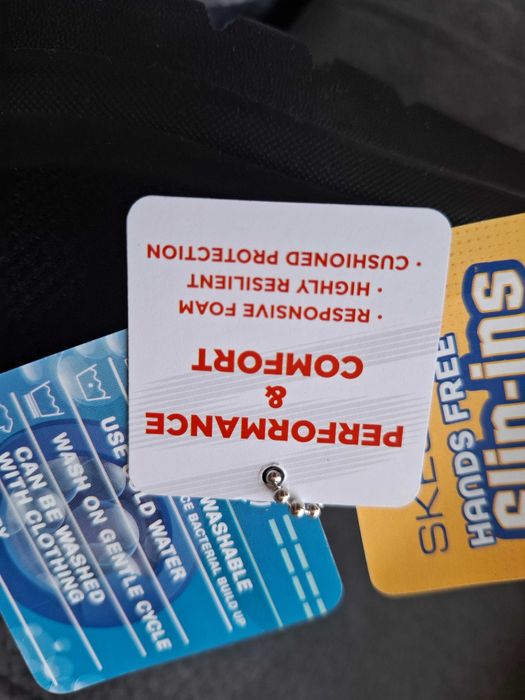 PERFORMANCE
&
COMFORT
• RESPONSIVE FOAM
• HIGHLY RESILIENT
• CUSHIONED PROTECTION
WASHABLE
BACTERIAL BUILD UP
USE COLD WATER
WASH ON GENTLE CYCLE
CAN BE WASHED
WITH CLOTHING
SKE
HANDS FREE
Slip-ins